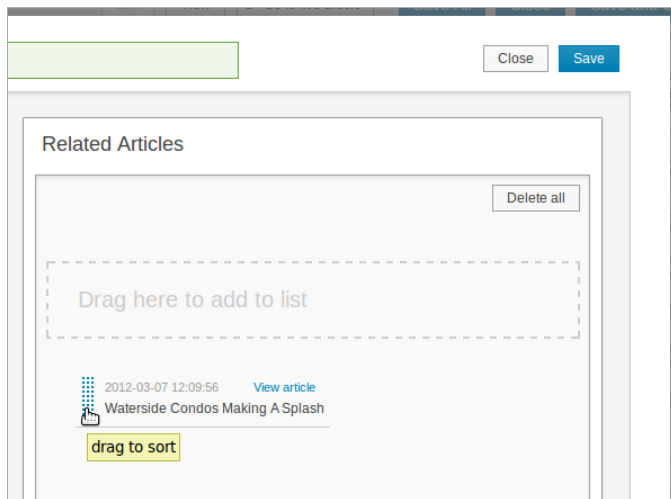 Close Save
Related Articles
Delete all
Drag here to add to list
2012-03-07 12:09:56 View article
Waterside Condos Making A Splash
drag to sort